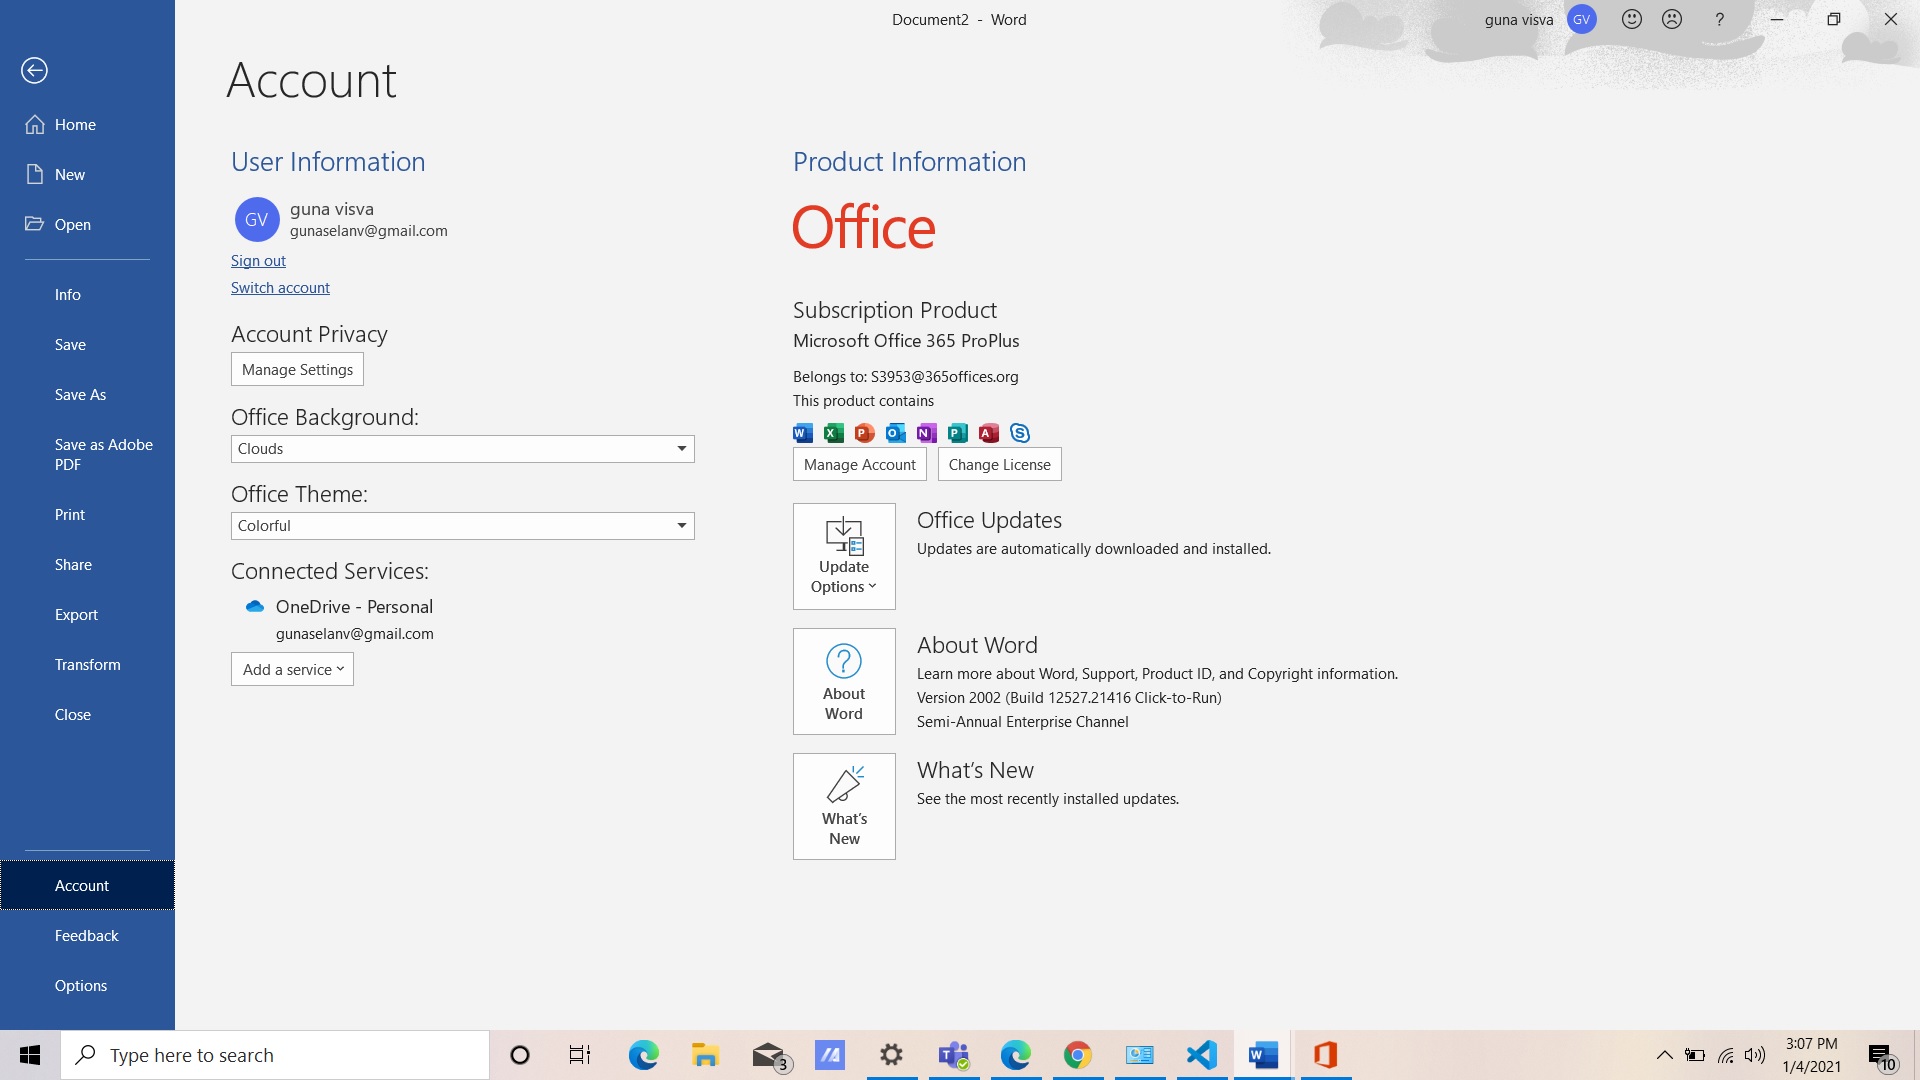 Document2 - Word
guna visva
GV
?
Account
Home
New
Open
Info
Save
Save As
Save as Adobe
PDF
Print
Share
Export
Transform
Close
Account
Feedback
Options
User Information
GV
guna visva
gunaselanv@gmail.com
Sign out
Switch account
Account Privacy
Manage Settings
Office Background:
Clouds
Office Theme:
Colorful
Connected Services:
OneDrive - Personal
gunaselanv@gmail.com
Add a service
Product Information
Office
Subscription Product
Microsoft Office 365 ProPlus
Belongs to: S3953@365offices.org
This product contains
W X P O N P A S
Manage Account
Change License
Update
Options
Office Updates
Updates are automatically downloaded and installed.
About
Word
About Word
Learn more about Word, Support, Product ID, and Copyright information.
Version 2002 (Build 12527.21416 Click-to-Run)
Semi-Annual Enterprise Channel
What's
New
What's New
See the most recently installed updates.
Type here to search
3
T
W
3:07 PM
1/4/2021
10